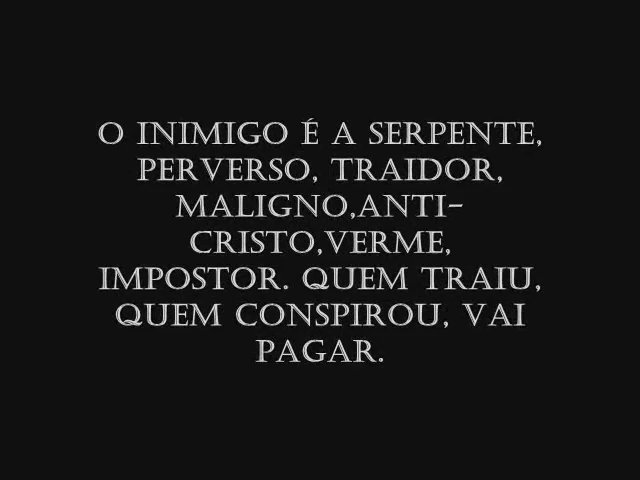 O INIMIGO É A SERPENTE,
PERVERSO, TRAIDOR,
MALIGNO,ANTI-
CRISTO,VERME,
IMPOSTOR. QUEM TRAIU,
QUEM CONSPIROU, VAI
PAGAR.